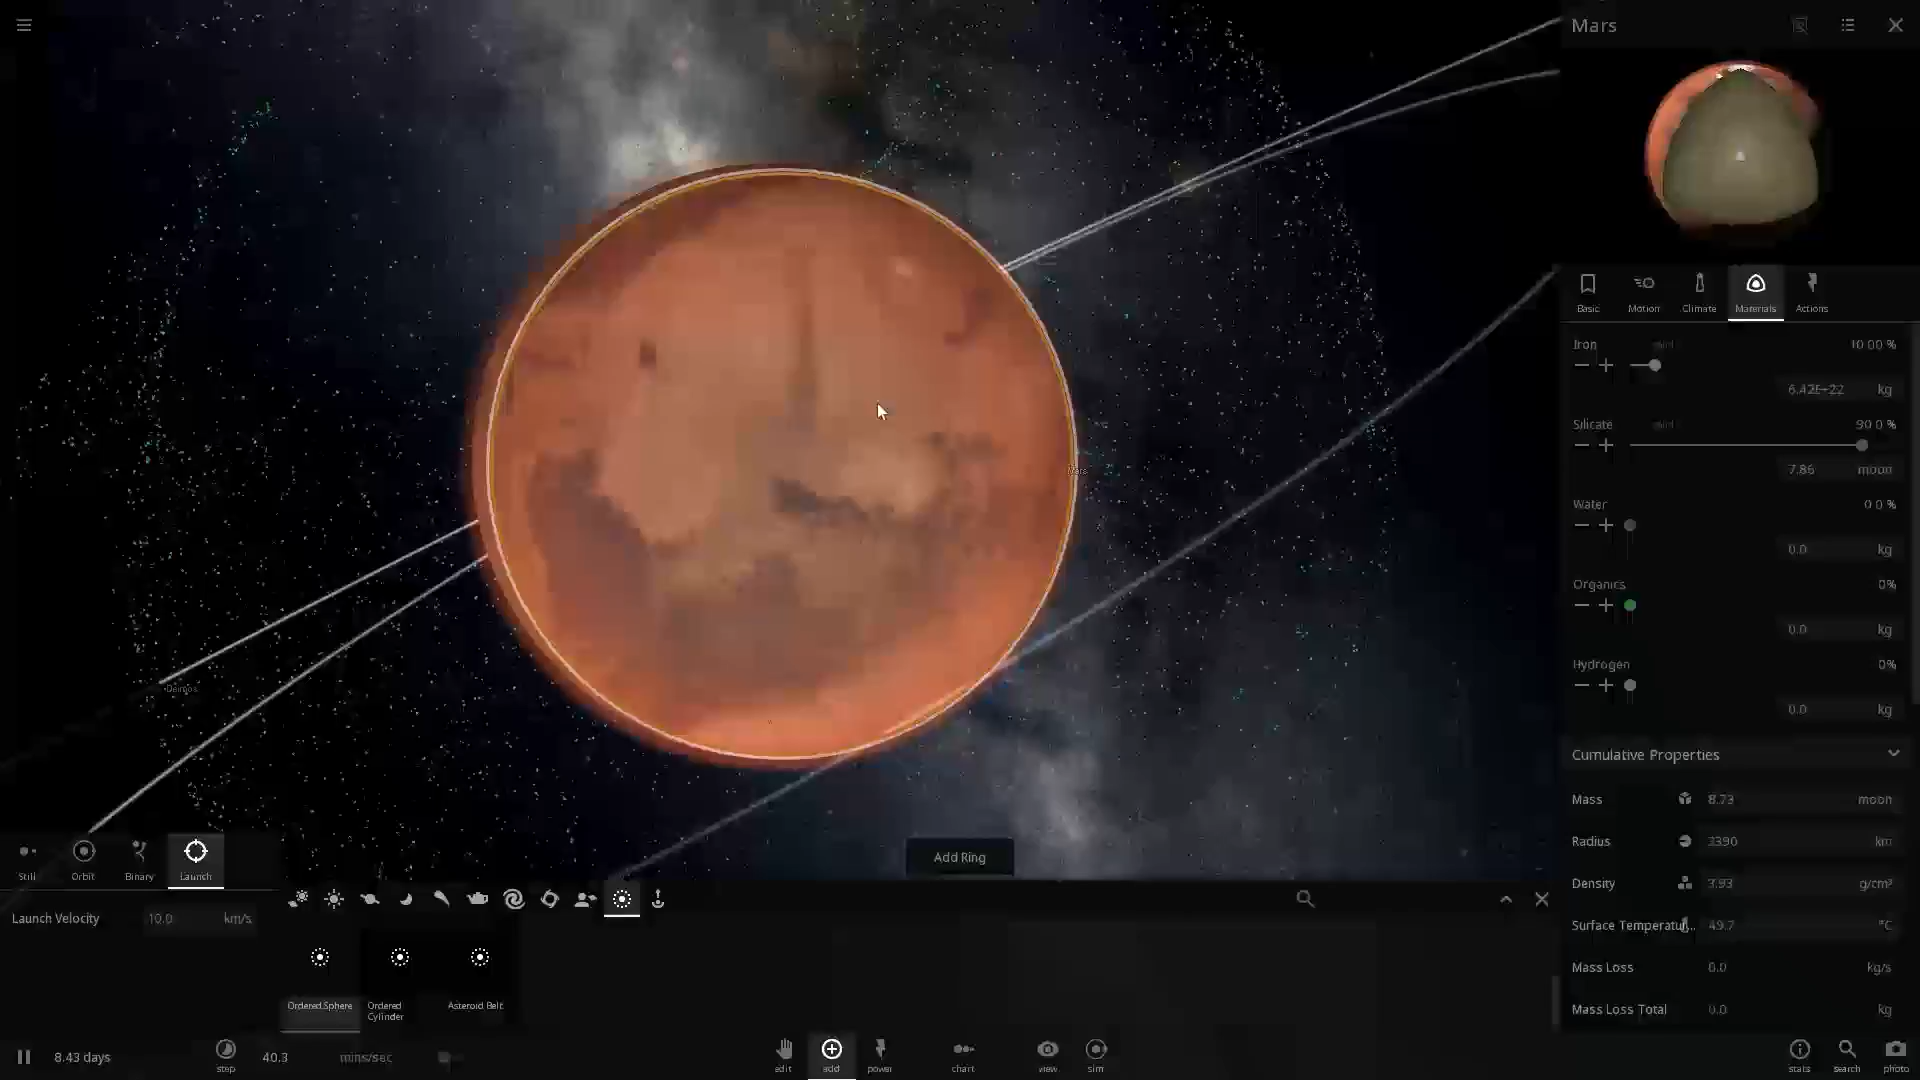 Mars
Basic
Motion
Climate
Materials
Actions
Iron
10.00 %
6.42E+22 kg
Silicate
90.0 %
7.86 moon
Water
0.0 %
0.0 kg
Organics
0%
0.0 kg
Hydrogen
0%
0.0 kg
Cumulative Properties
Mass 8.73 moon
Radius 3390 km
Density 3.93 g/cm³
Surface Temperatur... 49.7 °C
Mass Loss 0.0 kg/s
Mass Loss Total 0.0 kg
Mars
Deimos
Add Ring
Still
Orbit
Binary
Launch
Launch Velocity 10.0 km/s
Ordered Sphere
Ordered
Cylinder
Asteroid Belt
8.43 days
step
40.3 mins/sec
edit
add
power
chart
view
sim
stats
search
photo